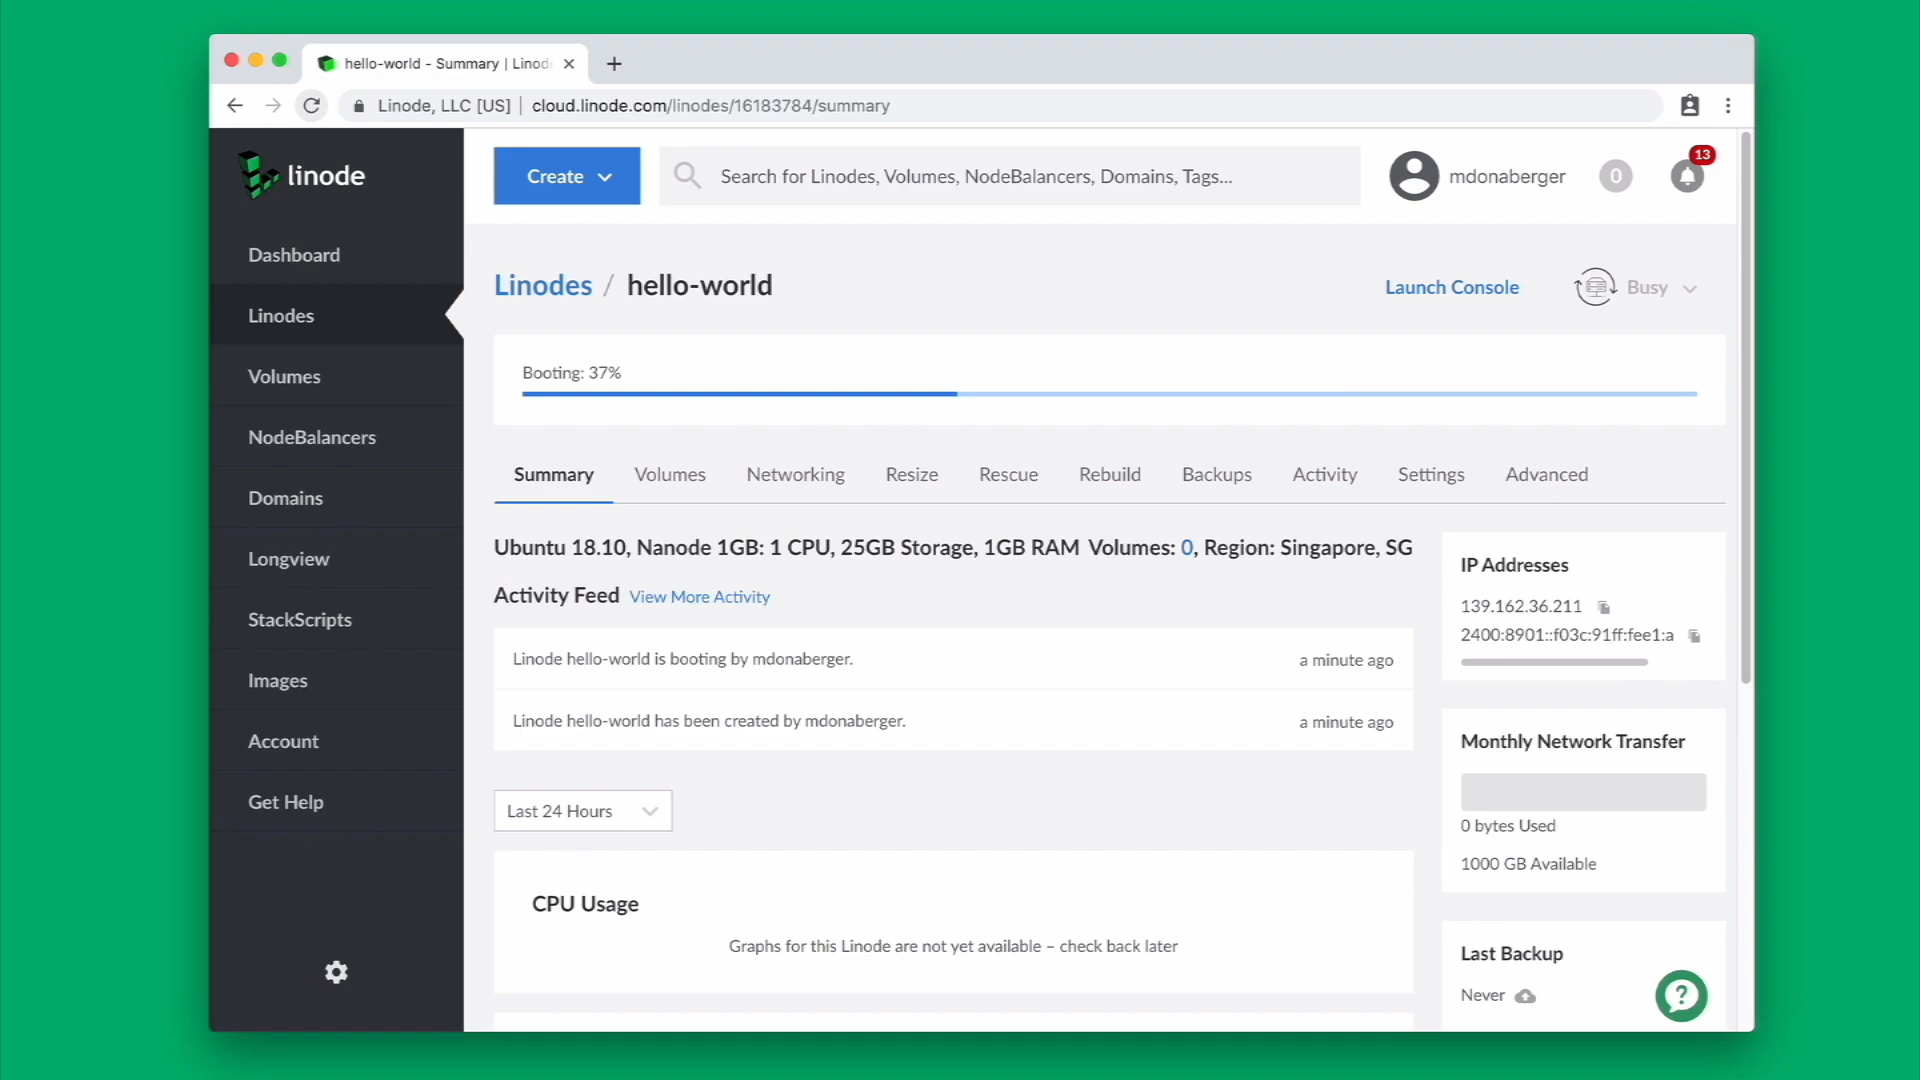 hello-world - Summary | Linod
Linode, LLC [US] | cloud.linode.com/linodes/16183784/summary
linode
Create
Search for Linodes, Volumes, NodeBalancers, Domains, Tags...
mdonaberger
0
13
Dashboard
Linodes
Volumes
NodeBalancers
Domains
Longview
StackScripts
Images
Account
Get Help
Linodes / hello-world
Launch Console
Busy
Booting: 37%
Summary
Volumes
Networking
Resize
Rescue
Rebuild
Backups
Activity
Settings
Advanced
Ubuntu 18.10, Nanode 1GB: 1 CPU, 25GB Storage, 1GB RAM Volumes: 0, Region: Singapore, SG
Activity Feed View More Activity
Linode hello-world is booting by mdonaberger.
a minute ago
Linode hello-world has been created by mdonaberger.
a minute ago
Last 24 Hours
CPU Usage
Graphs for this Linode are not yet available – check back later
IP Addresses
139.162.36.211
2400:8901::f03c:91ff:fee1:a
Monthly Network Transfer
0 bytes Used
1000 GB Available
Last Backup
Never
?